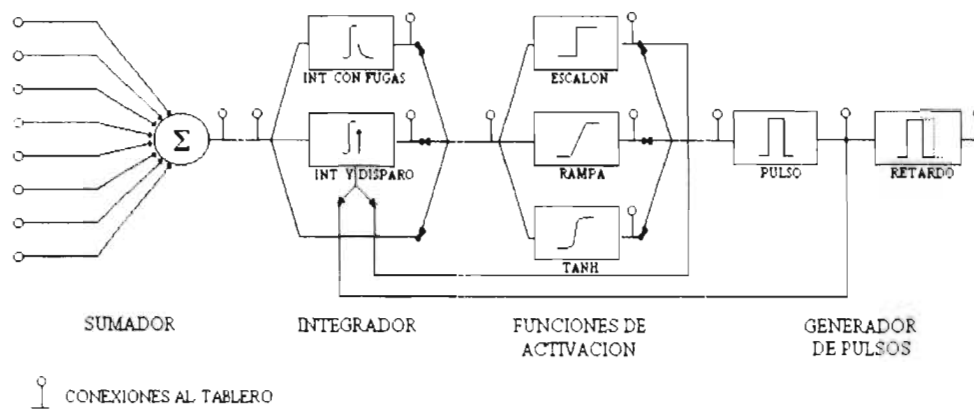 Σ
INT CON FUGAS
INT Y DISPARO
ESCALON
RAMPA
TANH
PULSO
RETARDO
SUMADOR
INTEGRADOR
FUNCIONES DE
ACTIVACION
GENERADOR
DE PULSOS
CONEXIONES AL TABLERO